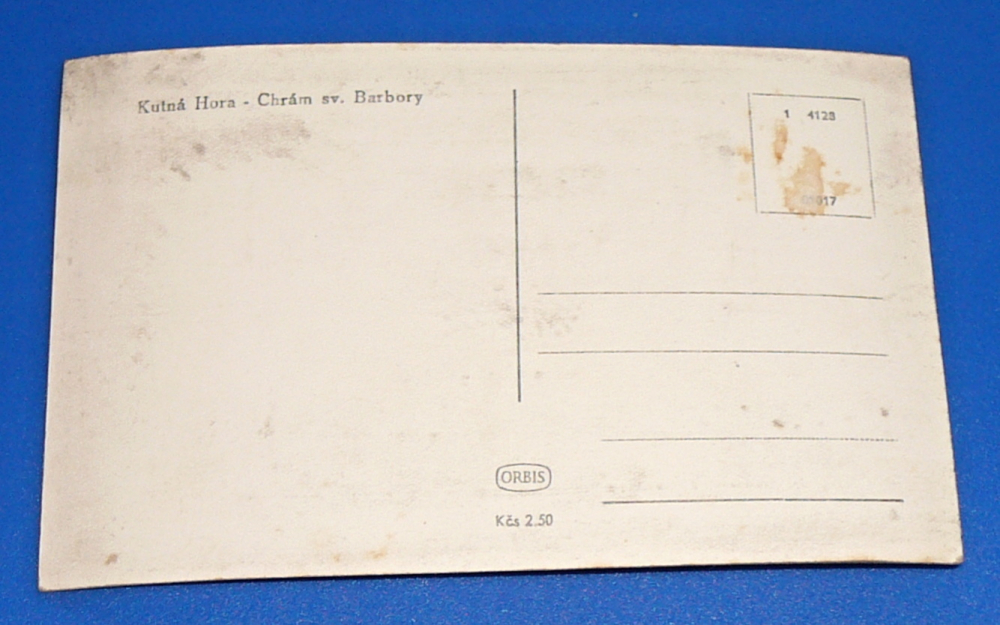 Kutná Hora - Chrám sv. Barbory
1 4128
ORBIS
Kčs 2.50